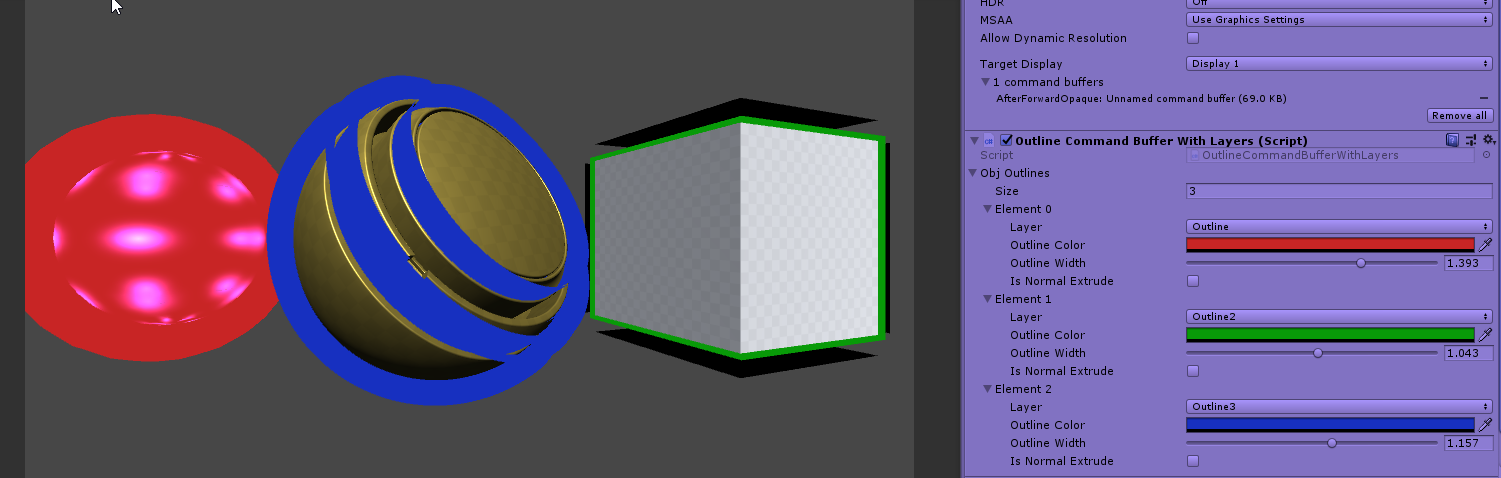 HDR Off
MSAA Use Graphics Settings
Allow Dynamic Resolution
Target Display Display 1
1 command buffers
AfterForwardOpaque: Unnamed command buffer (69.0 KB)
Remove all
Outline Command Buffer With Layers (Script)
Script OutlineCommandBufferWithLayers
Obj Outlines
Size 3
Element 0
Layer Outline
Outline Color
Outline Width 1.393
Is Normal Extrude
Element 1
Layer Outline2
Outline Color
Outline Width 1.043
Is Normal Extrude
Element 2
Layer Outline3
Outline Color
Outline Width 1.157
Is Normal Extrude